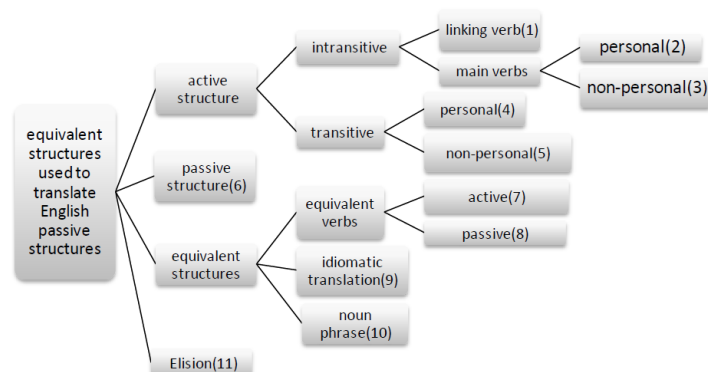 equivalent
structures
used to
translate
English
passive
structures
active
structure
intransitive
linking verb(1)
main verbs
personal(2)
non-personal(3)
transitive
personal(4)
non-personal(5)
passive
structure(6)
equivalent
structures
equivalent
verbs
active(7)
passive(8)
idiomatic
translation(9)
noun
phrase(10)
Elision(11)